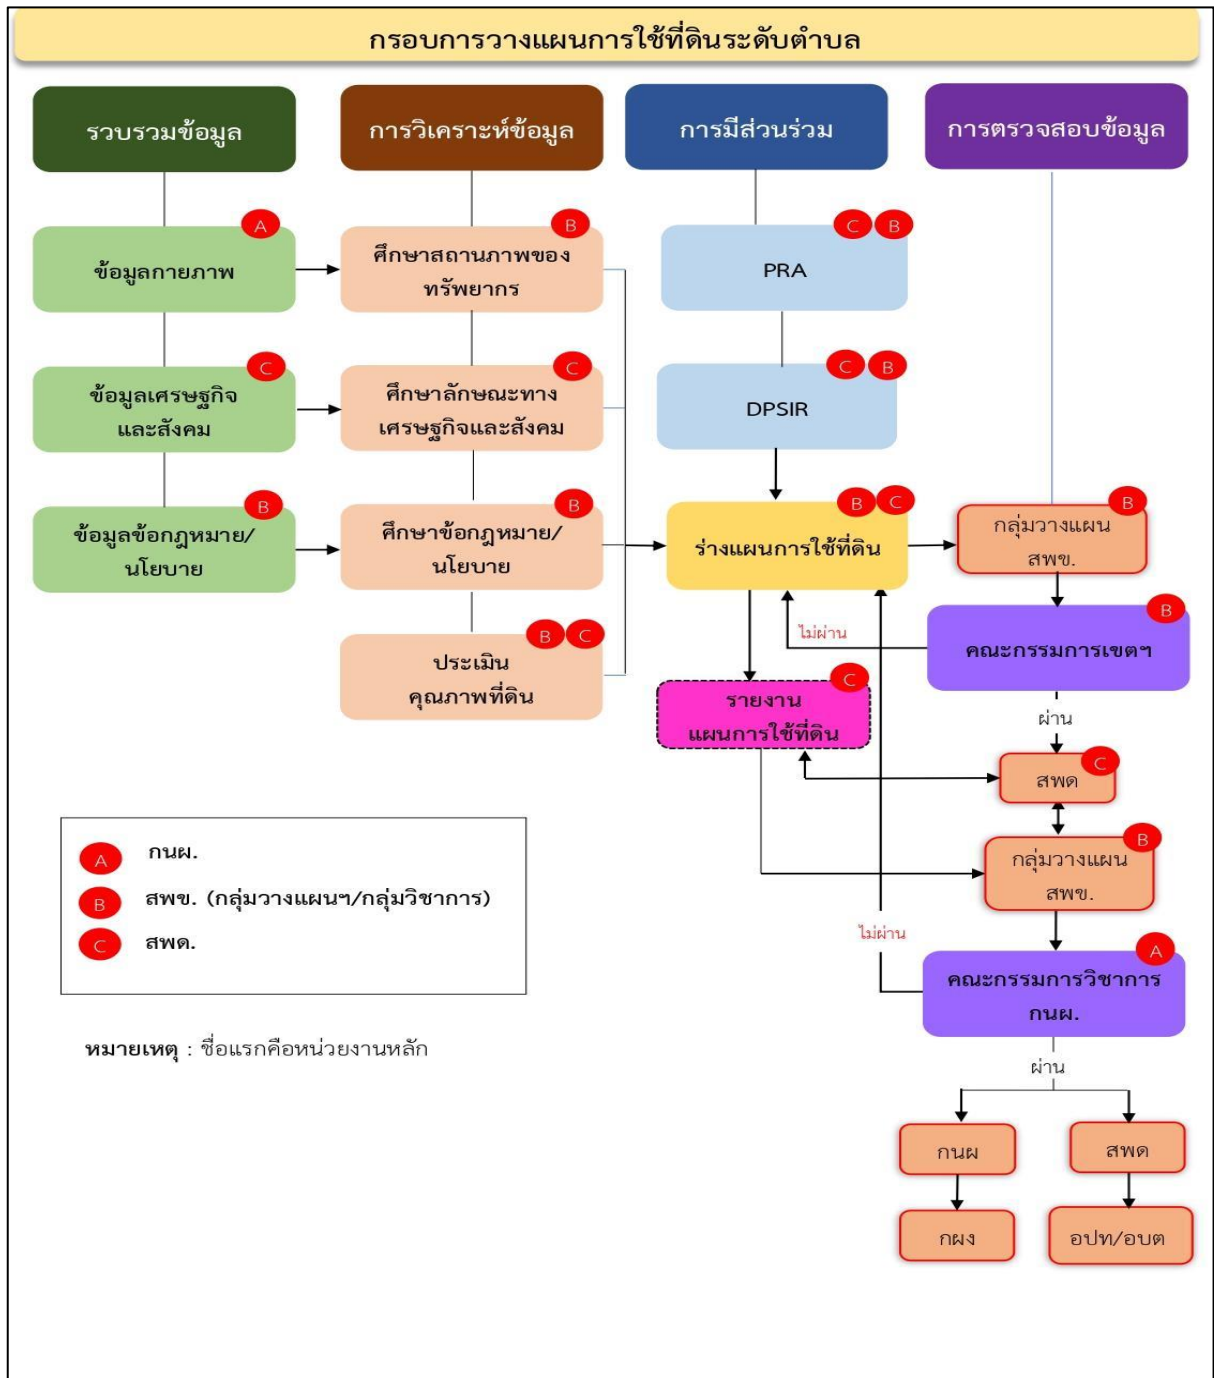 กรอบการวางแผนการใช้ที่ดินระดับตำบล
รวบรวมข้อมูล
การวิเคราะห์ข้อมูล
การมีส่วนร่วม
การตรวจสอบข้อมูล
A
ข้อมูลกายภาพ
B
ศึกษาสถานภาพของ
ทรัพยากร
C B
PRA
C
ข้อมูลเศรษฐกิจ
และสังคม
C
ศึกษาลักษณะทาง
เศรษฐกิจและสังคม
C B
DPSIR
B
ข้อมูลข้อกฎหมาย/
นโยบาย
B
ศึกษาข้อกฎหมาย/
นโยบาย
B C
ร่างแผนการใช้ที่ดิน
B
กลุ่มวางแผน
สพข.
B C
ประเมิน
คุณภาพที่ดิน
ไม่ผ่าน
B
คณะกรรมการเขตฯ
C
รายงาน
แผนการใช้ที่ดิน
ผ่าน
C
สพด
B
กลุ่มวางแผน
สพข.
ไม่ผ่าน
A
คณะกรรมการวิชาการ
กนผ.
ผ่าน
กนผ
สพด
กผง
อปท/อบต
A กนผ.
B สพข. (กลุ่มวางแผนฯ/กลุ่มวิชาการ)
C สพด.
หมายเหตุ : ชื่อแรกคือหน่วยงานหลัก